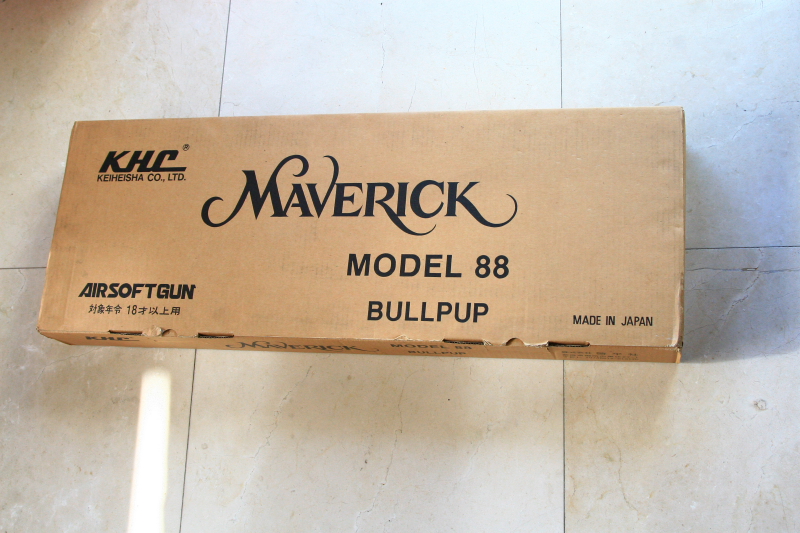 KHC®
KEIHEISHA CO., LTD.
MAVERICK
MODEL 88
BULLPUP
AIRSOFTGUN
対象年令 18才以上用
MADE IN JAPAN
KHC
MAVERICK
MODEL 88
BULLPUP